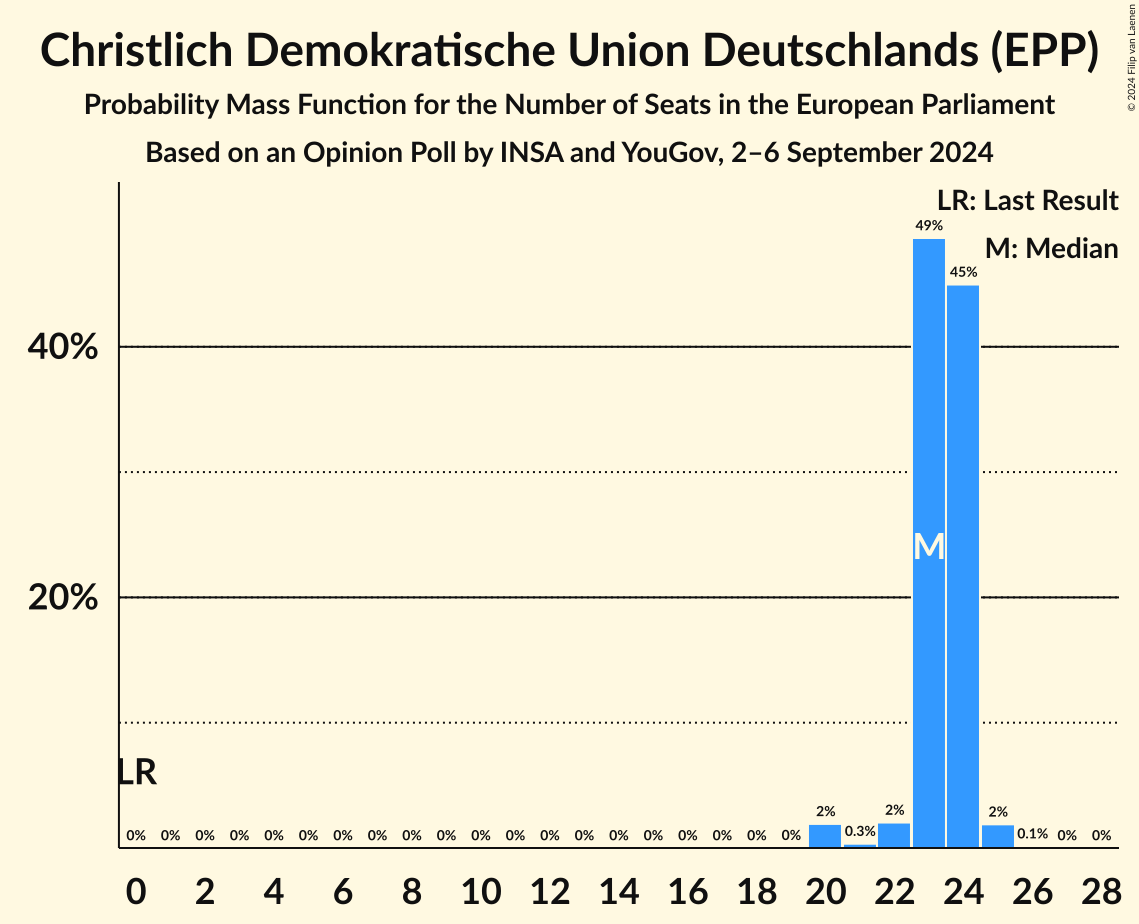 Christlich Demokratische Union Deutschlands (EPP)
Probability Mass Function for the Number of Seats in the European Parliament
Based on an Opinion Poll by INSA and YouGov, 2–6 September 2024
© 2024 Filip van Laenen
LR: Last Result
M: Median
49%
45%
40%
M
20%
LR
0% 0% 0% 0% 0% 0% 0% 0% 0% 0% 0% 0% 0% 0% 0% 0% 0% 0% 0% 0% 2% 0.3% 2% 2% 0.1% 0% 0%
0 2 4 6 8 10 12 14 16 18 20 22 24 26 28